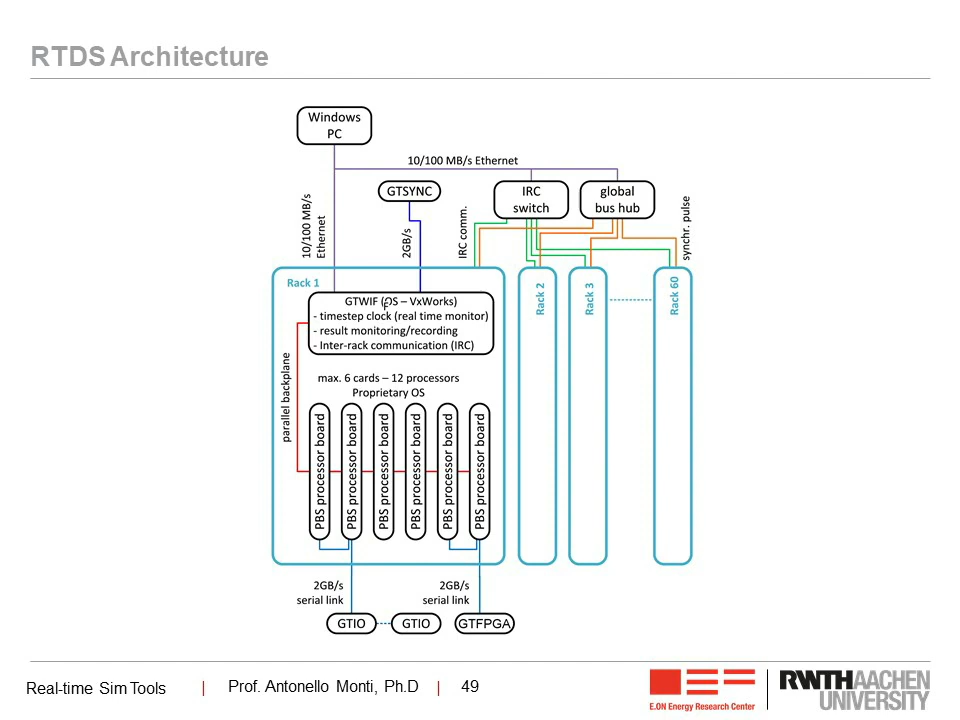 RTDS Architecture
Windows
PC
10/100 MB/s Ethernet
GTSYNC
IRC
switch
global
bus hub
10/100 MB/s
Ethernet
2GB/s
IRC comm.
synchr. pulse
Rack 1
Rack 2
Rack 3
Rack 60
GTWIF (OS – VxWorks)
- timestep clock (real time monitor)
- result monitoring/recording
- Inter-rack communication (IRC)
parallel backplane
max. 6 cards – 12 processors
Proprietary OS
PBS processor board
PBS processor board
PBS processor board
PBS processor board
PBS processor board
PBS processor board
2GB/s
serial link
2GB/s
serial link
GTIO
GTIO
GTFPGA
Real-time Sim Tools | Prof. Antonello Monti, Ph.D | 49
E.ON Energy Research Center
RWTHAACHEN
UNIVERSITY